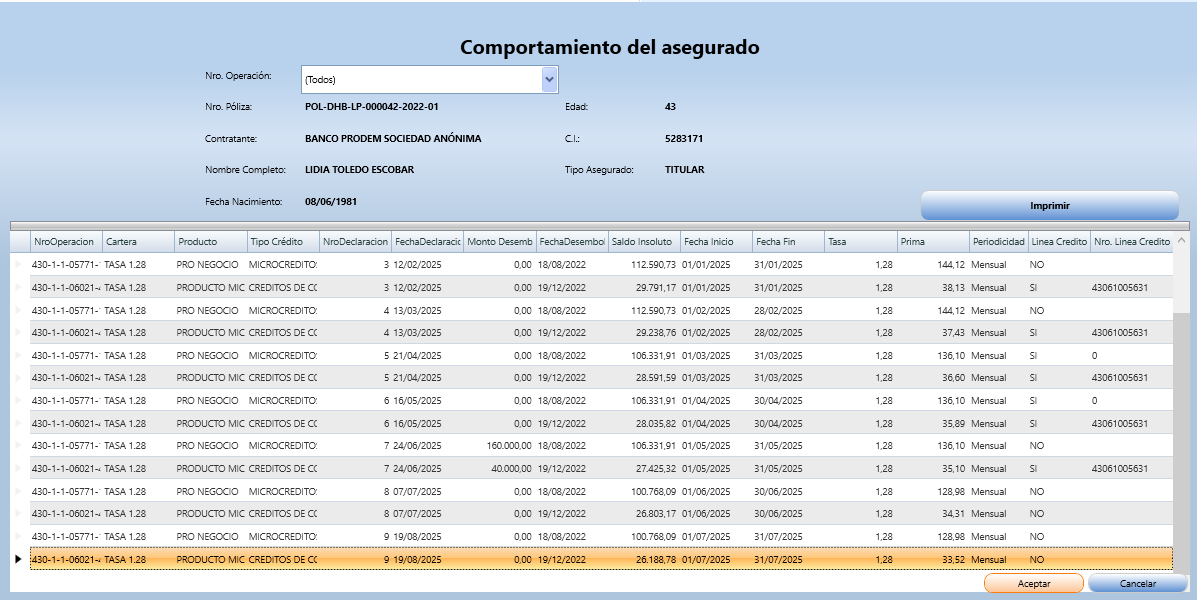 Comportamiento del asegurado
Nro. Operación: (Todos)
Nro. Póliza: POL-DHB-LP-000042-2022-01 Edad: 43
Contratante: BANCO PRODEM SOCIEDAD ANÓNIMA C.I.: 5283171
Nombre Completo: LIDIA TOLEDO ESCOBAR Tipo Asegurado: TITULAR
Fecha Nacimiento: 08/06/1981
Imprimir
NroOperacion Cartera Producto Tipo Crédito NroDeclaracion FechaDeclaracic Monto Desemb FechaDesembol Saldo Insoluto Fecha Inicio Fecha Fin Tasa Prima Periodicidad Linea Credito Nro. Linea Credito
430-1-1-05771- TASA 1.28 PRO NEGOCIO MICROCREDITO: 3 12/02/2025 0,00 18/08/2022 112.590,73 01/01/2025 31/01/2025 1,28 144,12 Mensual NO
430-1-1-06021-4 TASA 1.28 PRODUCTO MIC CREDITOS DE CC 3 12/02/2025 0,00 19/12/2022 29.791,17 01/01/2025 31/01/2025 1,28 38,13 Mensual SI 43061005631
430-1-1-05771- TASA 1.28 PRO NEGOCIO MICROCREDITO: 4 13/03/2025 0,00 18/08/2022 112.590,73 01/02/2025 28/02/2025 1,28 144,12 Mensual NO
430-1-1-06021-4 TASA 1.28 PRODUCTO MIC CREDITOS DE CC 4 13/03/2025 0,00 19/12/2022 29.238,76 01/02/2025 28/02/2025 1,28 37,43 Mensual SI 43061005631
430-1-1-05771- TASA 1.28 PRO NEGOCIO MICROCREDITO: 5 21/04/2025 0,00 18/08/2022 106.331,91 01/03/2025 31/03/2025 1,28 136,10 Mensual SI 0
430-1-1-06021-4 TASA 1.28 PRODUCTO MIC CREDITOS DE CC 5 21/04/2025 0,00 19/12/2022 28.591,59 01/03/2025 31/03/2025 1,28 36,60 Mensual SI 43061005631
430-1-1-05771- TASA 1.28 PRO NEGOCIO MICROCREDITO: 6 16/05/2025 0,00 18/08/2022 106.331,91 01/04/2025 30/04/2025 1,28 136,10 Mensual SI 0
430-1-1-06021-4 TASA 1.28 PRODUCTO MIC CREDITOS DE CC 6 16/05/2025 0,00 19/12/2022 28.035,82 01/04/2025 30/04/2025 1,28 35,89 Mensual SI 43061005631
430-1-1-05771- TASA 1.28 PRO NEGOCIO MICROCREDITO: 7 24/06/2025 160.000,00 18/08/2022 106.331,91 01/05/2025 31/05/2025 1,28 136,10 Mensual NO
430-1-1-06021-4 TASA 1.28 PRODUCTO MIC CREDITOS DE CC 7 24/06/2025 40.000,00 19/12/2022 27.425,32 01/05/2025 31/05/2025 1,28 35,10 Mensual SI 43061005631
430-1-1-05771- TASA 1.28 PRO NEGOCIO MICROCREDITO: 8 07/07/2025 0,00 18/08/2022 100.768,09 01/06/2025 30/06/2025 1,28 128,98 Mensual NO
430-1-1-06021-4 TASA 1.28 PRODUCTO MIC CREDITOS DE CC 8 07/07/2025 0,00 19/12/2022 26.803,17 01/06/2025 30/06/2025 1,28 34,31 Mensual NO
430-1-1-05771- TASA 1.28 PRO NEGOCIO MICROCREDITO: 9 19/08/2025 0,00 18/08/2022 100.768,09 01/07/2025 31/07/2025 1,28 128,98 Mensual NO
430-1-1-06021-4 TASA 1.28 PRODUCTO MIC CREDITOS DE CC 9 19/08/2025 0,00 19/12/2022 26.188,78 01/07/2025 31/07/2025 1,28 33,52 Mensual NO
Aceptar Cancelar